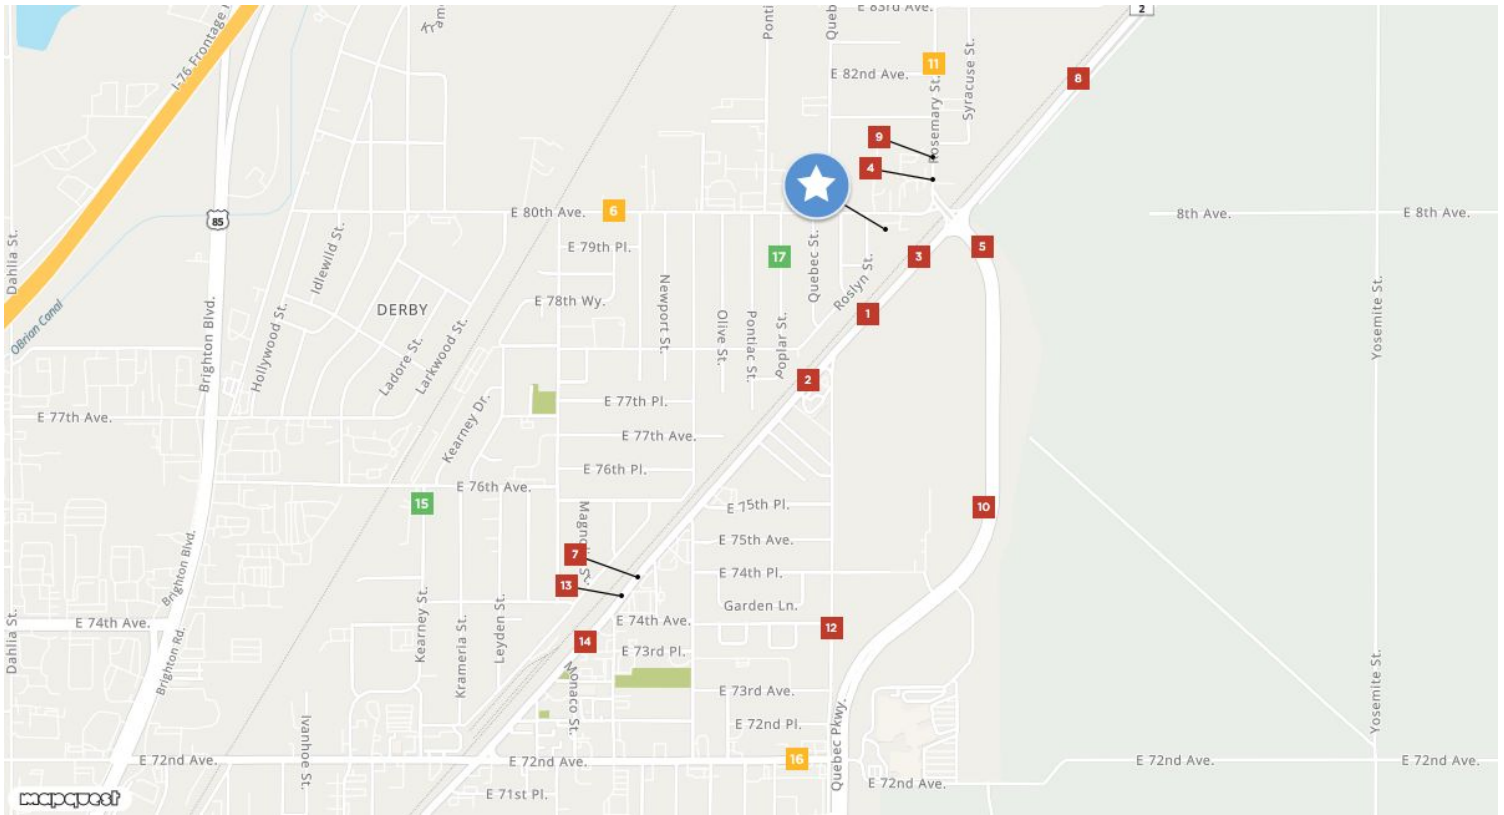 Kram
Ponti
Queb
E 83rd Ave.
2
I-76 Frontage
11
E 82nd Ave.
8
Syracuse St.
Rosemary St.
9
4
E 80th Ave.
6
85
8th Ave.
E 8th Ave.
Dahlia St.
Idlewild St.
E 79th Pl.
17
Quebec St.
3
5
Roslyn St.
E 78th Wy.
Newport St.
DERBY
1
Yosemite St.
OBrian Canal
Brighton Blvd.
Hollywood St.
Ladore St.
Larkwood St.
Olive St.
Pontiac St.
Poplar St.
2
E 77th Pl.
E 77th Ave.
Kearney Dr.
E 77th Ave.
E 76th Pl.
E 76th Ave.
15
Magno
E 75th Pl.
10
E 75th Ave.
7
E 74th Pl.
13
Brighton Blvd.
Garden Ln.
E 74th Ave.
E 74th Ave.
12
Dahlia St.
Brighton Rd.
Kearney St.
Krameria St.
Leyden St.
14
E 73rd Pl.
Monaco St.
E 73rd Ave.
Yosemite St.
E 72nd Pl.
Quebec Pkwy.
Ivanhoe St.
E 72nd Ave.
E 72nd Ave.
16
E 72nd Ave.
E 72nd Ave.
E 72nd Ave.
E 71st Pl.
mapquest